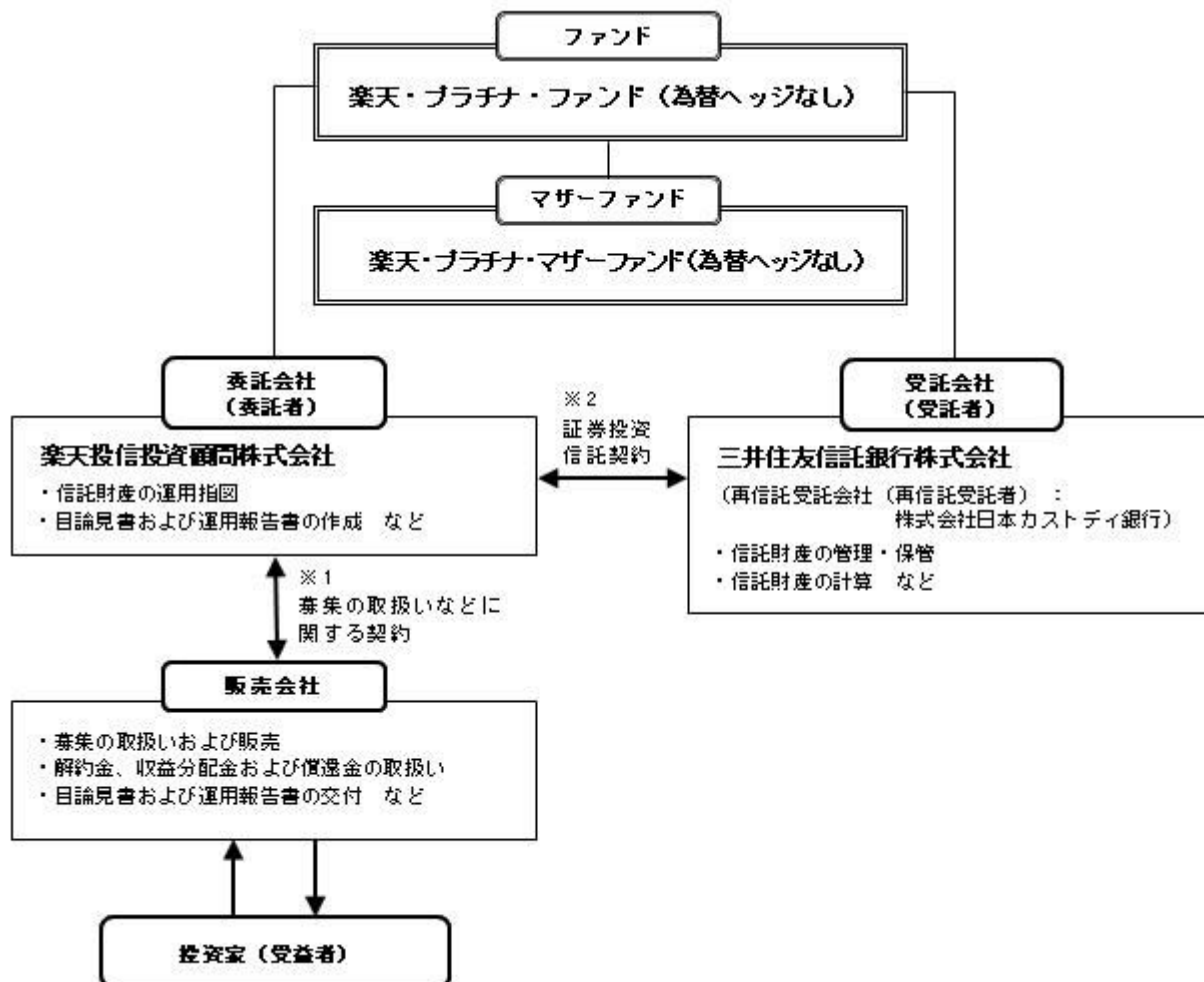 ファンド
楽天・プラチナ・ファンド（為替ヘッジなし）
マザーファンド
楽天・プラチナ・マザーファンド（為替ヘッジなし）
委託会社
（委託者）
楽天投信投資顧問株式会社
・信託財産の運用指図
・目論見書および運用報告書の作成　など
※２
証券投資
信託契約
受託会社
（受託者）
三井住友信託銀行株式会社
（再信託受託会社（再信託受託者）：
株式会社日本カストディ銀行）
・信託財産の管理・保管
・信託財産の計算　など
※１
募集の取扱いなどに
関する契約
販売会社
・募集の取扱いおよび販売
・解約金、収益分配金および償還金の取扱い
・目論見書および運用報告書の交付　など
投資家（受益者）